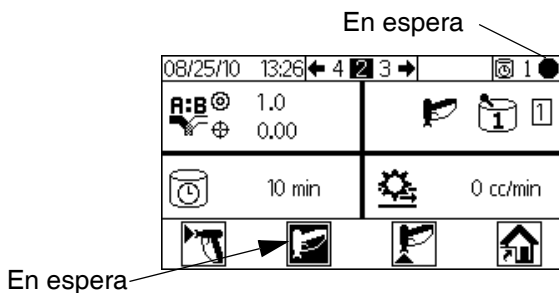 En espera
08/25/10 13:26 4 2 3 1
A:B 1.0
0.00
1 1
10 min 0 cc/min
En espera